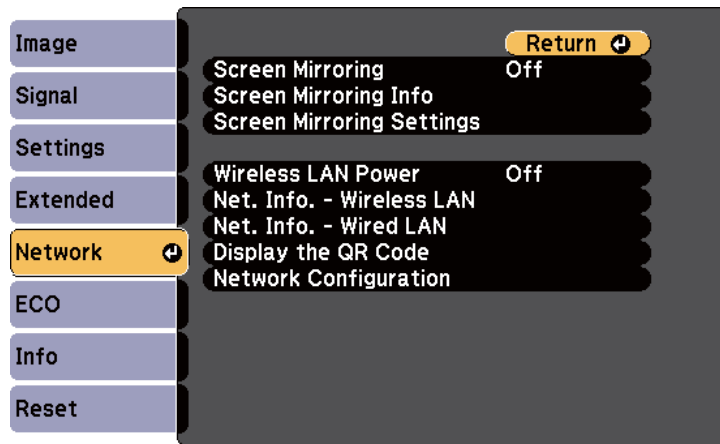 Image
Signal
Settings
Extended
Network
ECO
Info
Reset
Return
Screen Mirroring Off
Screen Mirroring Info
Screen Mirroring Settings
Wireless LAN Power Off
Net. Info. - Wireless LAN
Net. Info. - Wired LAN
Display the QR Code
Network Configuration